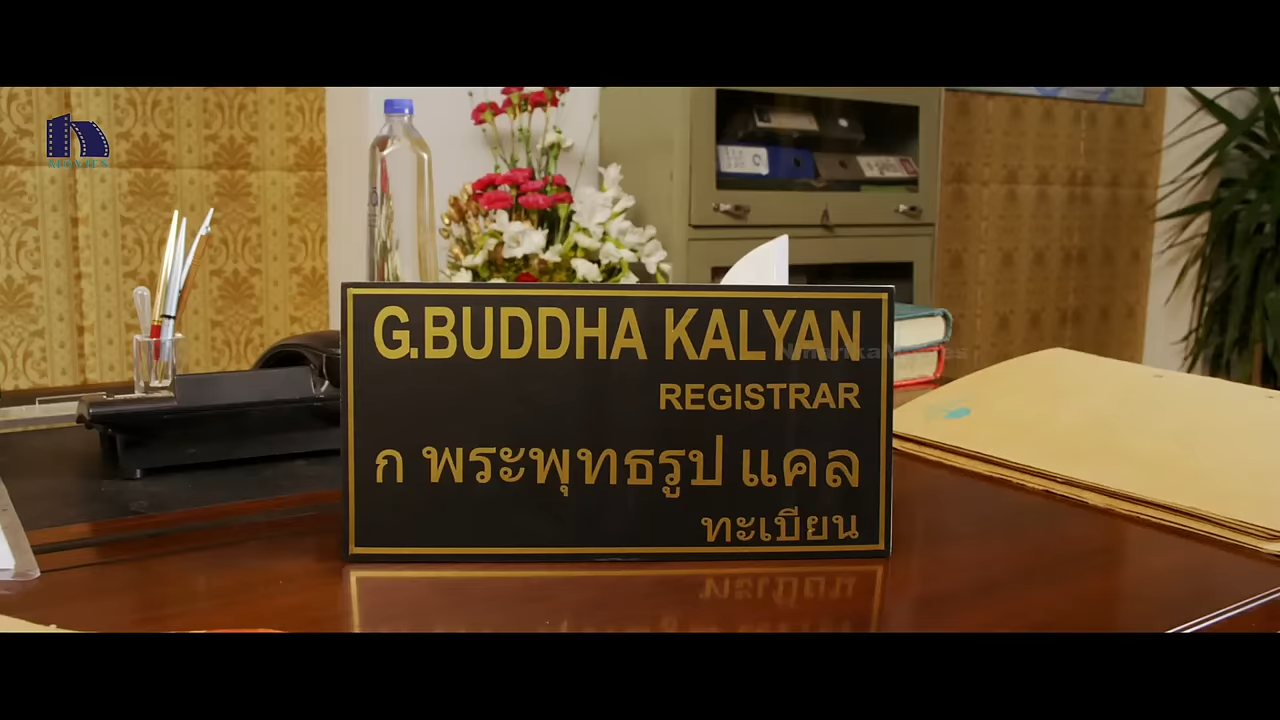 G.BUDDHA KALYAN
REGISTRAR
ก พระพุทธรูป แคล
ทะเบียน
MOVIES